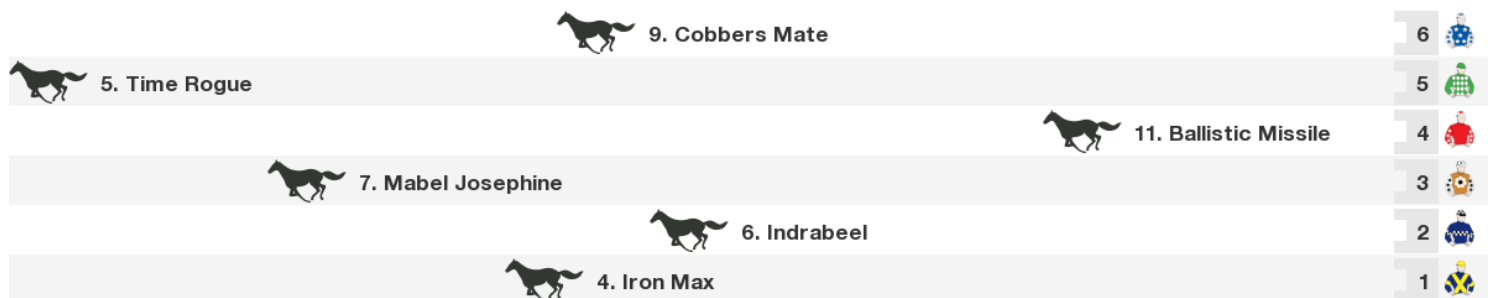 9. Cobbers Mate 6
5. Time Rogue 5
11. Ballistic Missile 4
7. Mabel Josephine 3
6. Indrabeel 2
4. Iron Max 1